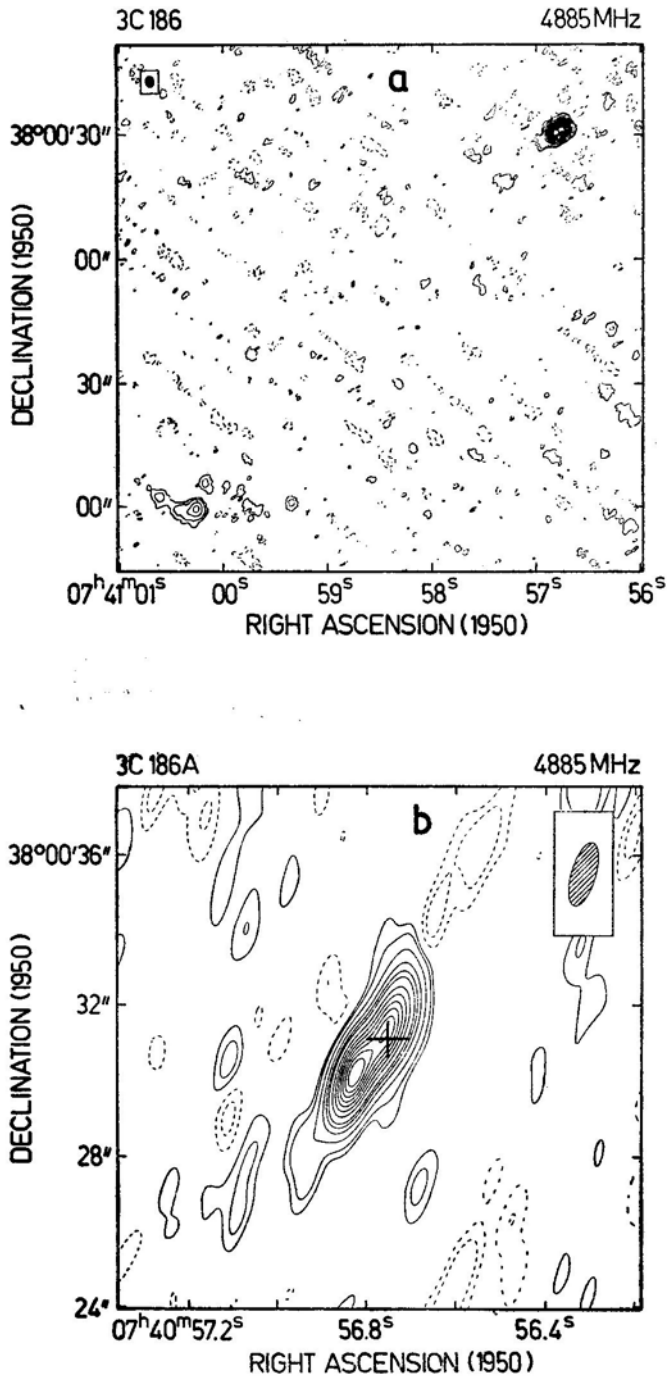 3C 186 4885 MHz
a
38°00'30"
00"
30"
00"
07h41m01s 00s 59s 58s 57s 56s
RIGHT ASCENSION (1950)
DECLINATION (1950)
3C 186A 4885 MHz
b
38°00'36"
32"
28"
24"
07h40m57.2s 56.8s 56.4s
RIGHT ASCENSION (1950)
DECLINATION (1950)